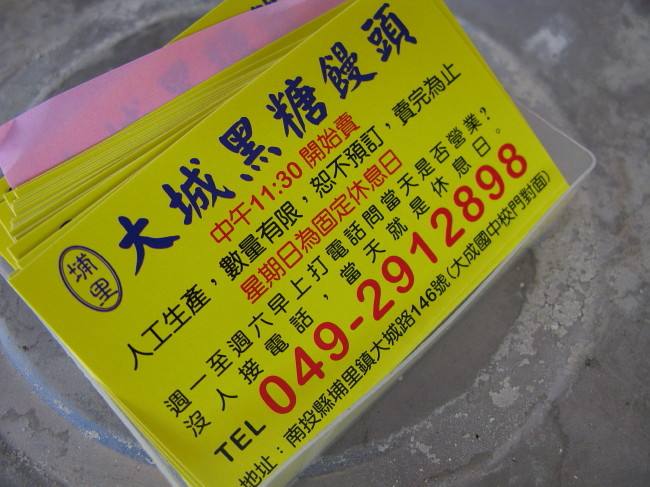 大城黑糖饅頭
中午11:30 開始賣
人工生產，數量有限，恕不預訂，賣完為止
星期日為固定休息日
埔里
週一至週六早上打電話問當天是否營業？
沒人接電話，當天就是休息日。
TEL 049-2912898
地址：南投縣埔里鎮大城路146號(大成國中校門對面)